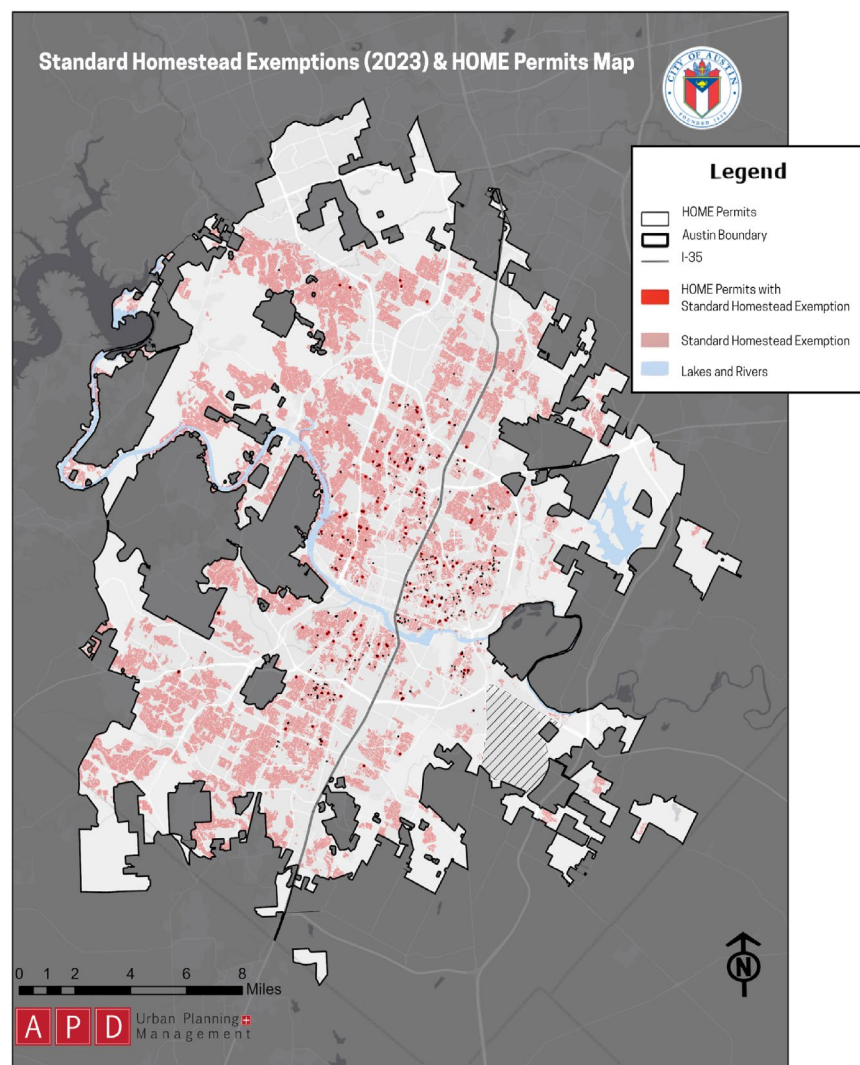 Standard Homestead Exemptions (2023) & HOME Permits Map
CITY OF AUSTIN
FOUNDED 1839
Legend
HOME Permits
Austin Boundary
I-35
HOME Permits with
Standard Homestead Exemption
Standard Homestead Exemption
Lakes and Rivers
0 1 2 4 6 8
Miles
N
A P D
Urban Planning
Management